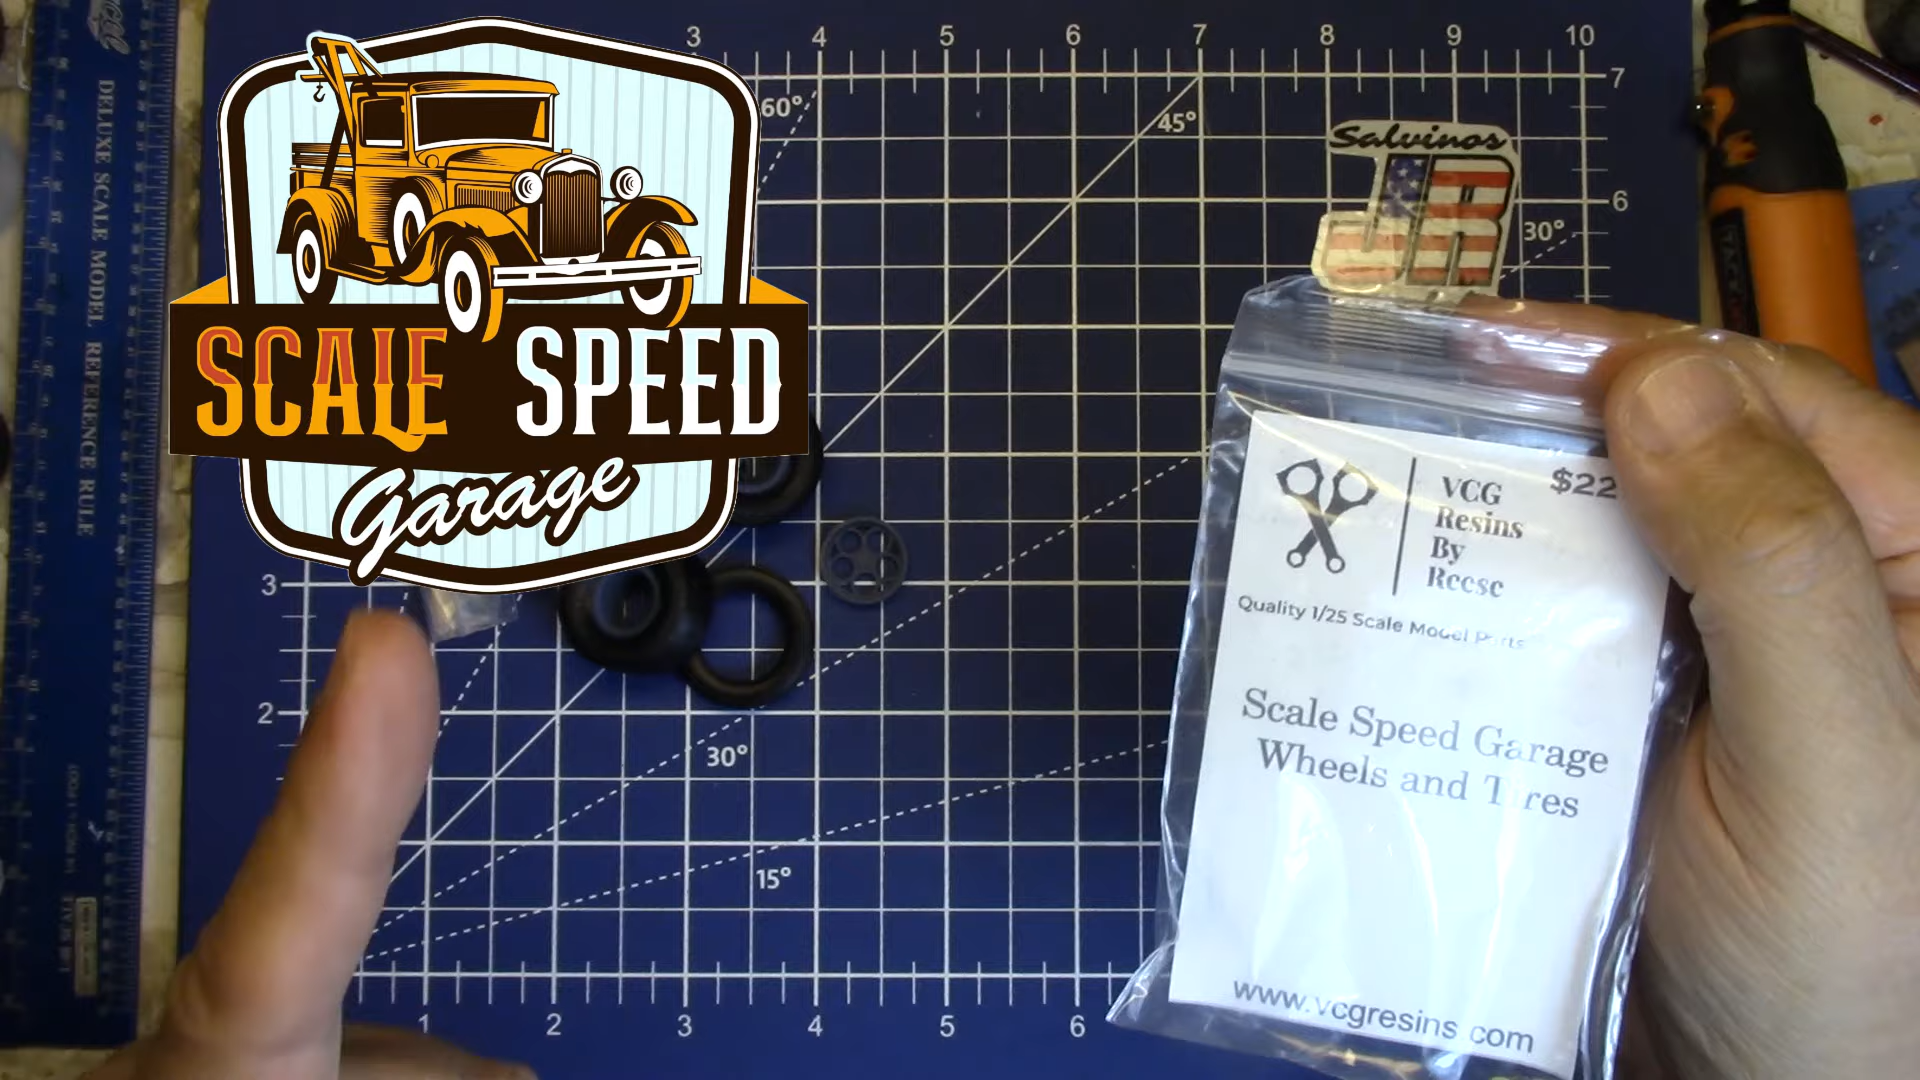 SCALE SPEED
Garage
DELUXE SCALE MODEL REFERENCE RULE
3 4 5 6 7 8 9 10
7
6
3
2
60°
45°
30°
30°
15°
1 2 3 4 5 6
Salvinos
JR
VCG
Resins
By
Reese
$22
Quality 1/25 Scale Model Parts
Scale Speed Garage
Wheels and Tires
www.vcgresins.com